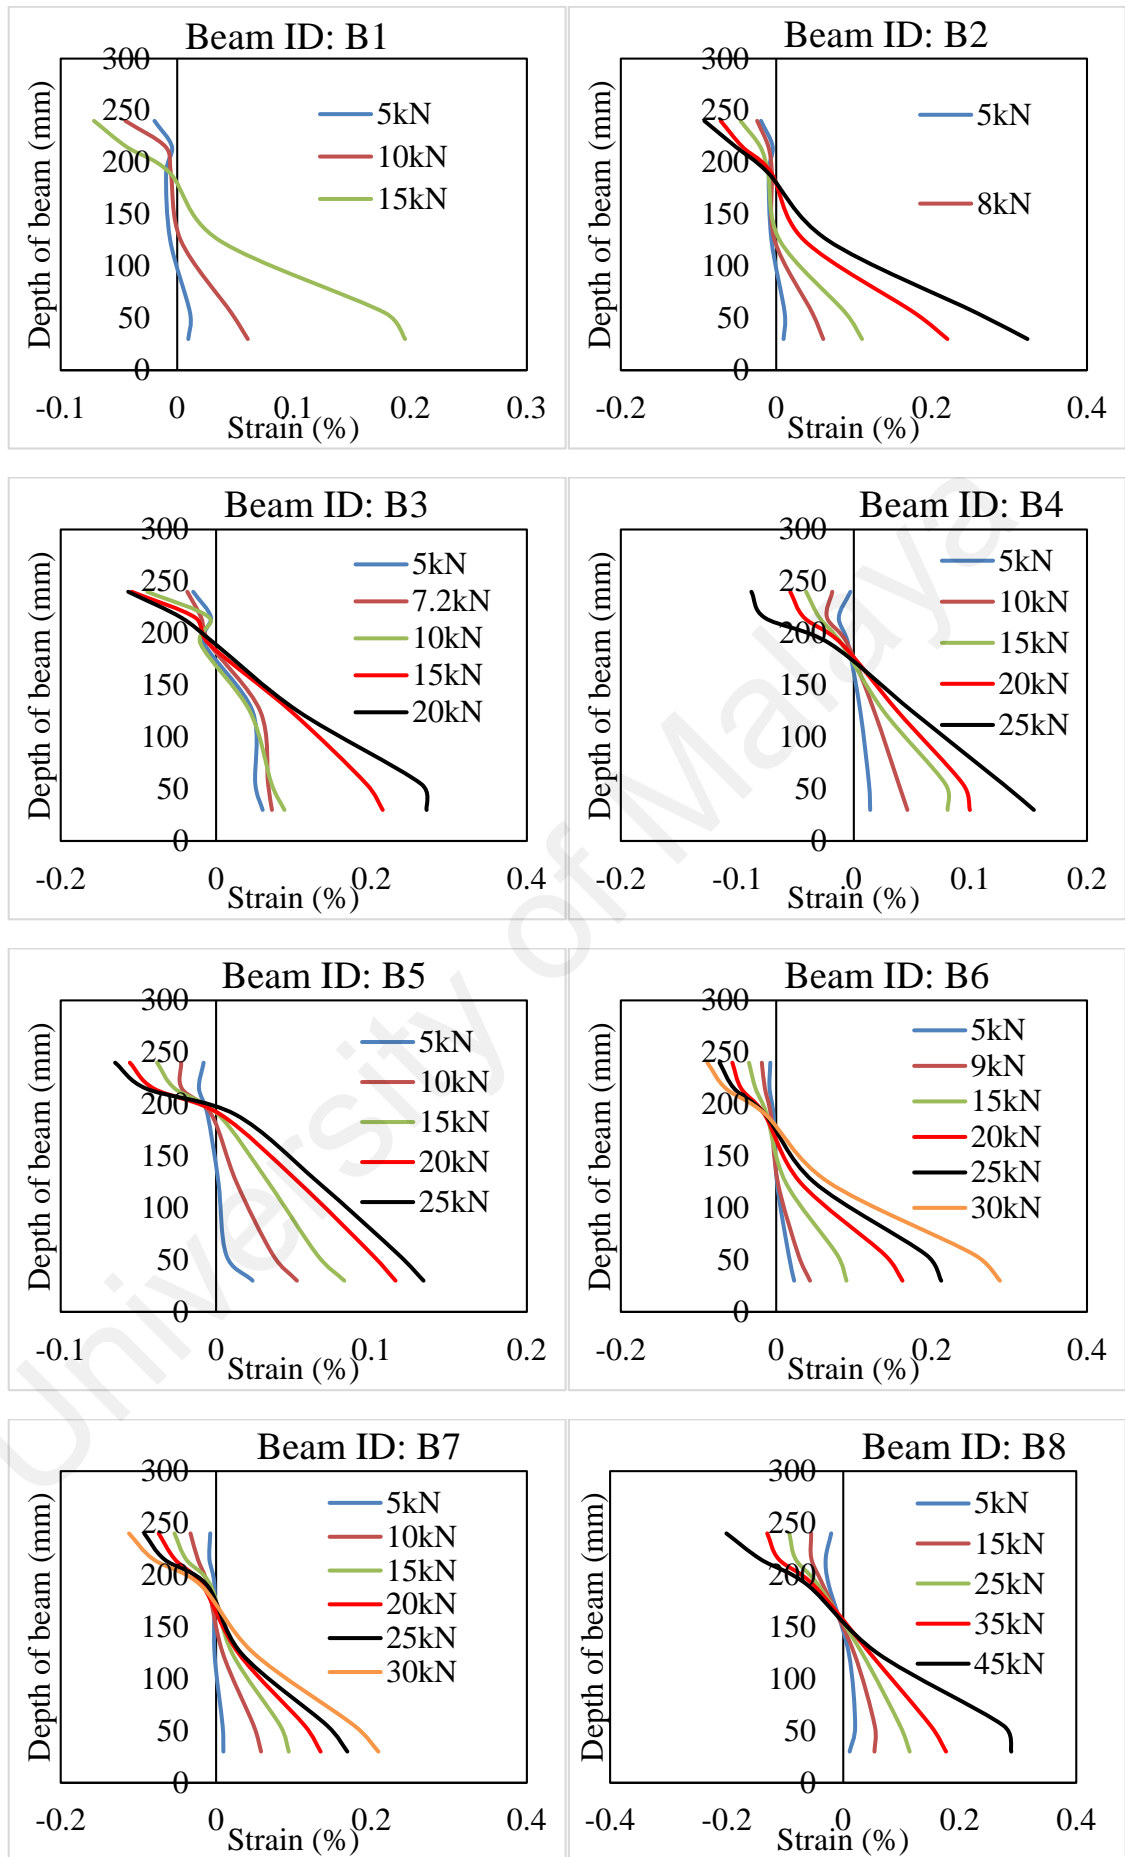 Beam ID: B1
Depth of beam (mm)
300
250
200
150
100
50
0
-0.1 0 0.1 0.2 0.3
Strain (%)
5kN
10kN
15kN
Beam ID: B2
Depth of beam (mm)
300
250
200
150
100
50
0
-0.2 0 0.2 0.4
Strain (%)
5kN
8kN
Beam ID: B3
Depth of beam (mm)
300
250
200
150
100
50
0
-0.2 0 0.2 0.4
Strain (%)
5kN
7.2kN
10kN
15kN
20kN
Beam ID: B4
Depth of beam (mm)
300
250
200
150
100
50
0
-0.2 -0.1 0 0.1 0.2
Strain (%)
5kN
10kN
15kN
20kN
25kN
Beam ID: B5
Depth of beam (mm)
300
250
200
150
100
50
0
-0.1 0 0.1 0.2
Strain (%)
5kN
10kN
15kN
20kN
25kN
Beam ID: B6
Depth of beam (mm)
300
250
200
150
100
50
0
-0.2 0 0.2 0.4
Strain (%)
5kN
9kN
15kN
20kN
25kN
30kN
Beam ID: B7
Depth of beam (mm)
300
250
200
150
100
50
0
-0.2 0 0.2 0.4
Strain (%)
5kN
10kN
15kN
20kN
25kN
30kN
Beam ID: B8
Depth of beam (mm)
300
250
200
150
100
50
0
-0.4 -0.2 0 0.2 0.4
Strain (%)
5kN
15kN
25kN
35kN
45kN
University of Malaya